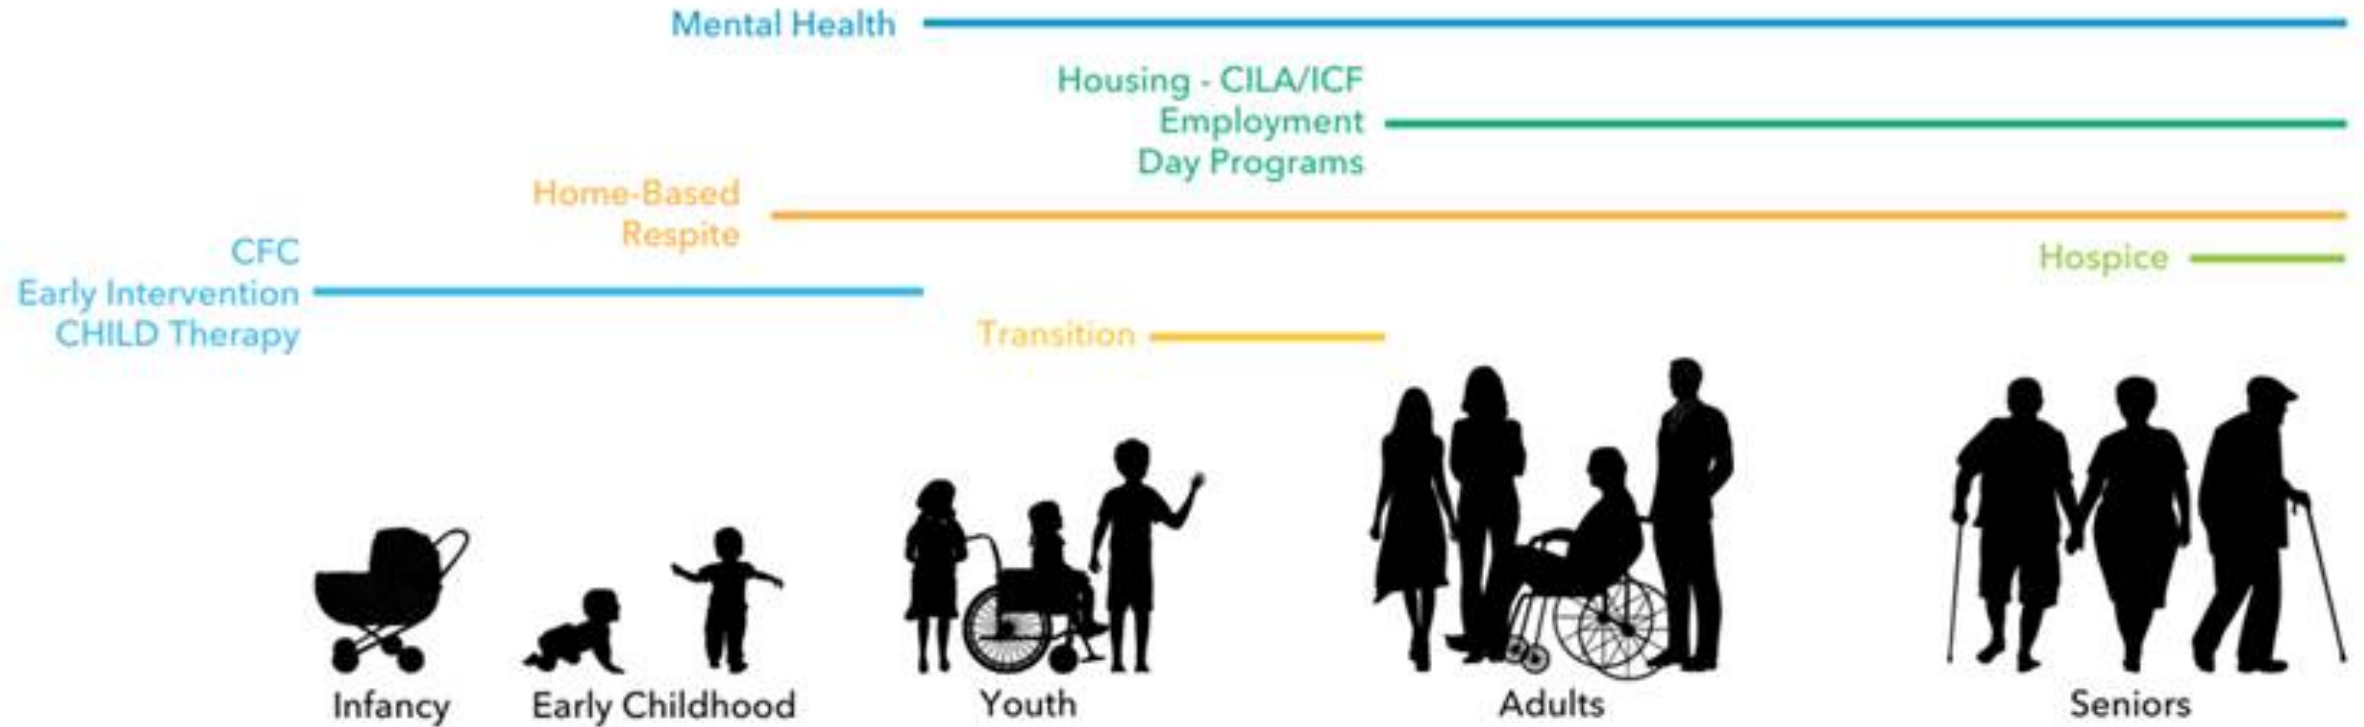 Mental Health
Housing - CILA/ICF
Employment
Day Programs
Home-Based
Respite
CFC
Early Intervention
CHILD Therapy
Hospice
Transition
Infancy
Early Childhood
Youth
Adults
Seniors